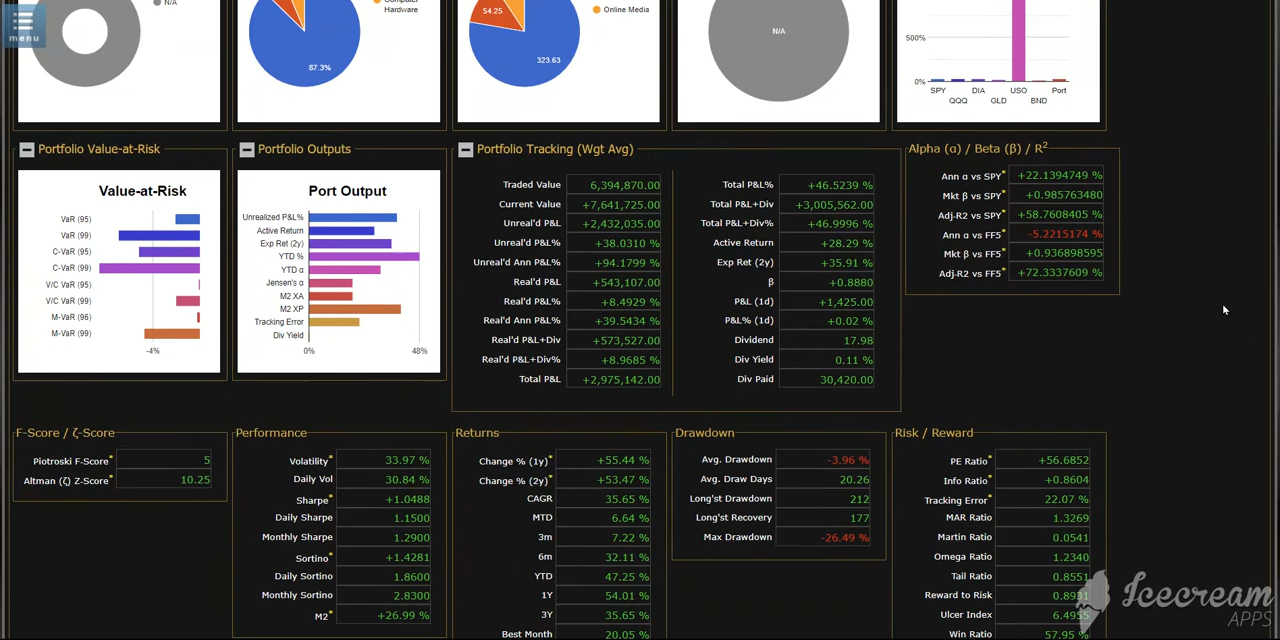 menu
N/A
Computer
Hardware
87.3%
54.25
Online Media
323.63
N/A
500%
0%
SPY
DIA
USO
Port
QQQ
GLD
BND
Portfolio Value-at-Risk
Value-at-Risk
VaR (95)
VaR (99)
C-VaR (95)
C-VaR (99)
V/C VaR (95)
V/C VaR (99)
M-VaR (96)
M-VaR (99)
-4%
Portfolio Outputs
Port Output
Unrealized P&L%
Active Return
Exp Ret (2y)
YTD %
YTD α
Jensen's α
M2 XA
M2 XP
Tracking Error
Div Yield
0% 48%
Portfolio Tracking (Wgt Avg)
Traded Value 6,394,870.00
Current Value +7,641,725.00
Unreal'd P&L +2,432,035.00
Unreal'd P&L% +38.0310 %
Unreal'd Ann P&L% +94.1799 %
Real'd P&L +543,107.00
Real'd P&L% +8.4929 %
Real'd Ann P&L% +39.5434 %
Real'd P&L+Div +573,527.00
Real'd P&L+Div% +8.9685 %
Total P&L +2,975,142.00
Total P&L% +46.5239 %
Total P&L+Div +3,005,562.00
Total P&L+Div% +46.9996 %
Active Return +28.29 %
Exp Ret (2y) +35.91 %
β +0.8880
P&L (1d) +1,425.00
P&L% (1d) +0.02 %
Dividend 17.98
Div Yield 0.11 %
Div Paid 30,420.00
Alpha (α) / Beta (β) / R²
Ann α vs SPY* +22.1394749 %
Mkt β vs SPY* +0.985763480
Adj-R2 vs SPY* +58.7608405 %
Ann α vs FF5* -5.2215174 %
Mkt β vs FF5* +0.936898595
Adj-R2 vs FF5* +72.3337609 %
F-Score / ζ-Score
Piotroski F-Score* 5
Altman (ζ) Z-Score* 10.25
Performance
Volatility* 33.97 %
Daily Vol 30.84 %
Sharpe* +1.0488
Daily Sharpe 1.1500
Monthly Sharpe 1.2900
Sortino* +1.4281
Daily Sortino 1.8600
Monthly Sortino 2.8300
M2* +26.99 %
Returns
Change % (1y)* +55.44 %
Change % (2y)* +53.47 %
CAGR 35.65 %
MTD 6.64 %
3m 7.22 %
6m 32.11 %
YTD 47.25 %
1Y 54.01 %
3Y 35.65 %
Best Month 20.05 %
Drawdown
Avg. Drawdown -3.96 %
Avg. Draw Days 20.26
Long'st Drawdown 212
Long'st Recovery 177
Max Drawdown -26.49 %
Risk / Reward
PE Ratio* +56.6852
Info Ratio* +0.8604
Tracking Error* 22.07 %
MAR Ratio 1.3269
Martin Ratio 0.0541
Omega Ratio 1.2340
Tail Ratio 0.8551
Reward to Risk 0.8931
Ulcer Index 6.4955
Win Ratio 57.95 %
Icecream
APPS